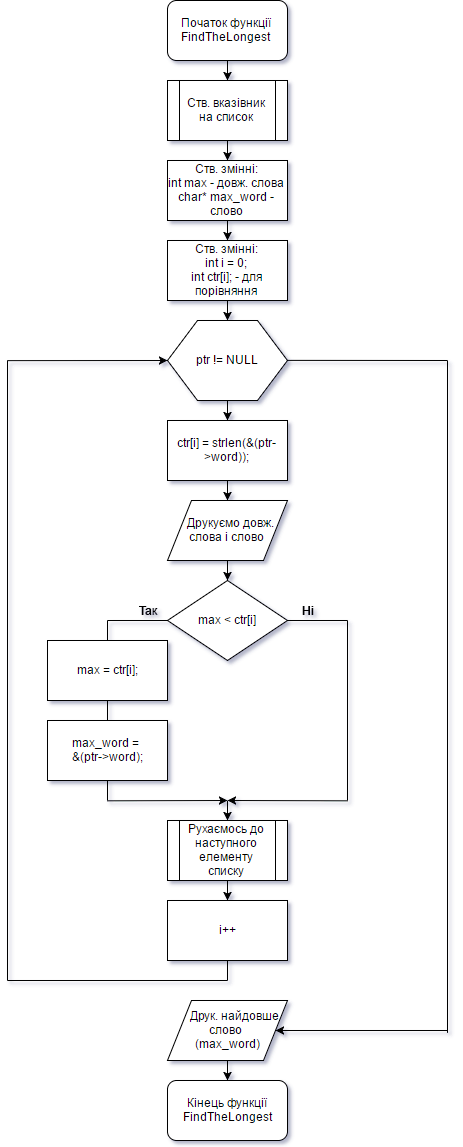 Початок функції
FindTheLongest
Ств. вказівник
на список
Ств. змінні:
int max - довж. слова
char* max_word -
слово
Ств. змінні:
int i = 0;
int ctr[i]; - для
порівняння
ptr != NULL
ctr[i] = strlen(&(ptr-
>word));
Друкуємо довж.
слова і слово
max < ctr[i]
Так
Ні
max = ctr[i];
max_word =
&(ptr->word);
Рухаємось до
наступного
елементу
списку
i++
Друк. найдовше
слово
(max_word)
Кінець функції
FindTheLongest